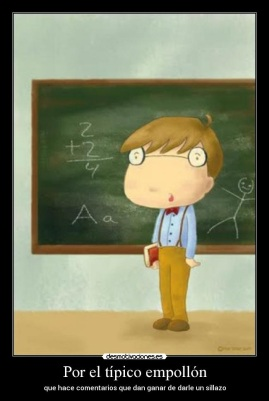 2
+2
4
A a
desmotivaciones.es
Por el típico empollón
que hace comentarios que dan ganar de darle un sillazo